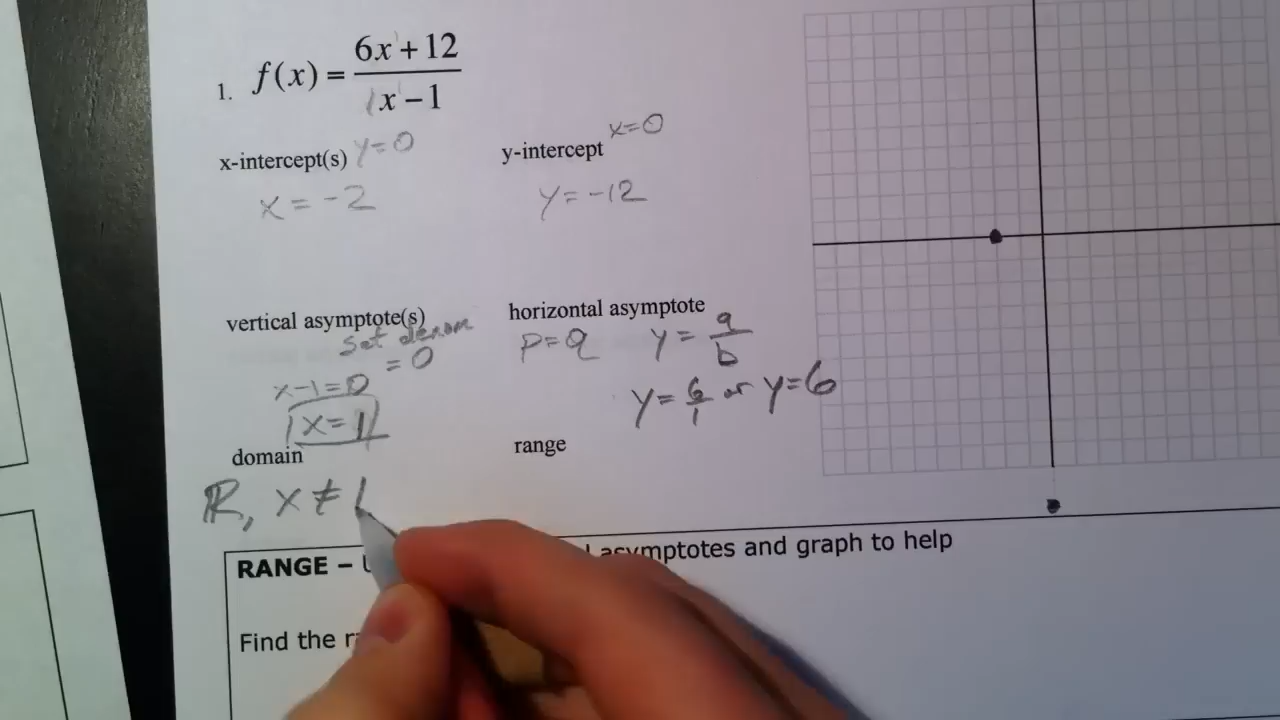 1. f(x) = 6x + 12 / 1x − 1
x-intercept(s) y=0
x = -2
y-intercept x=0
y = -12
vertical asymptote(s)
set denom
= 0
x-1=0
x=1
horizontal asymptote
P=Q y = a/b
y = 6/1 or y=6
domain
ℝ, x ≠ 1
range
RANGE – asymptotes and graph to help
Find the